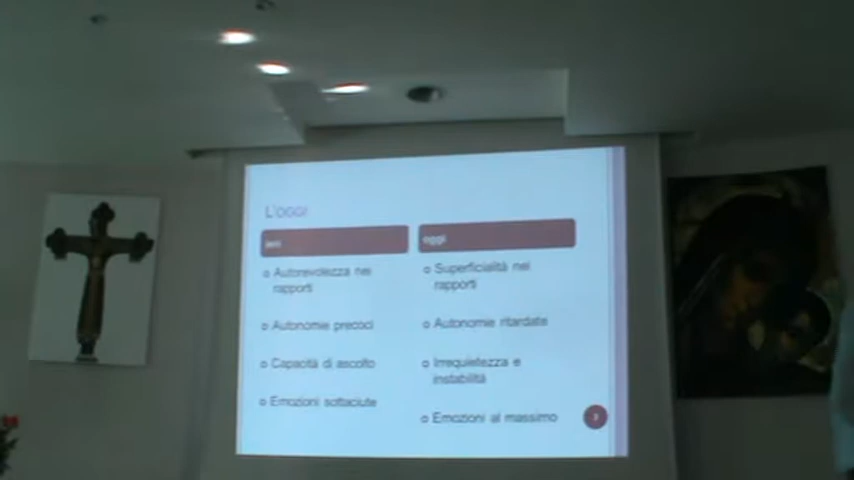 L'OGGI
ieri
oggi
Autorevolezza nei
rapporti
Autonomie precoci
Capacità di ascolto
Emozioni sottaciute
Superficialità nei
rapporti
Autonomie ritardate
Irrequietezza e
instabilità
Emozioni al massimo